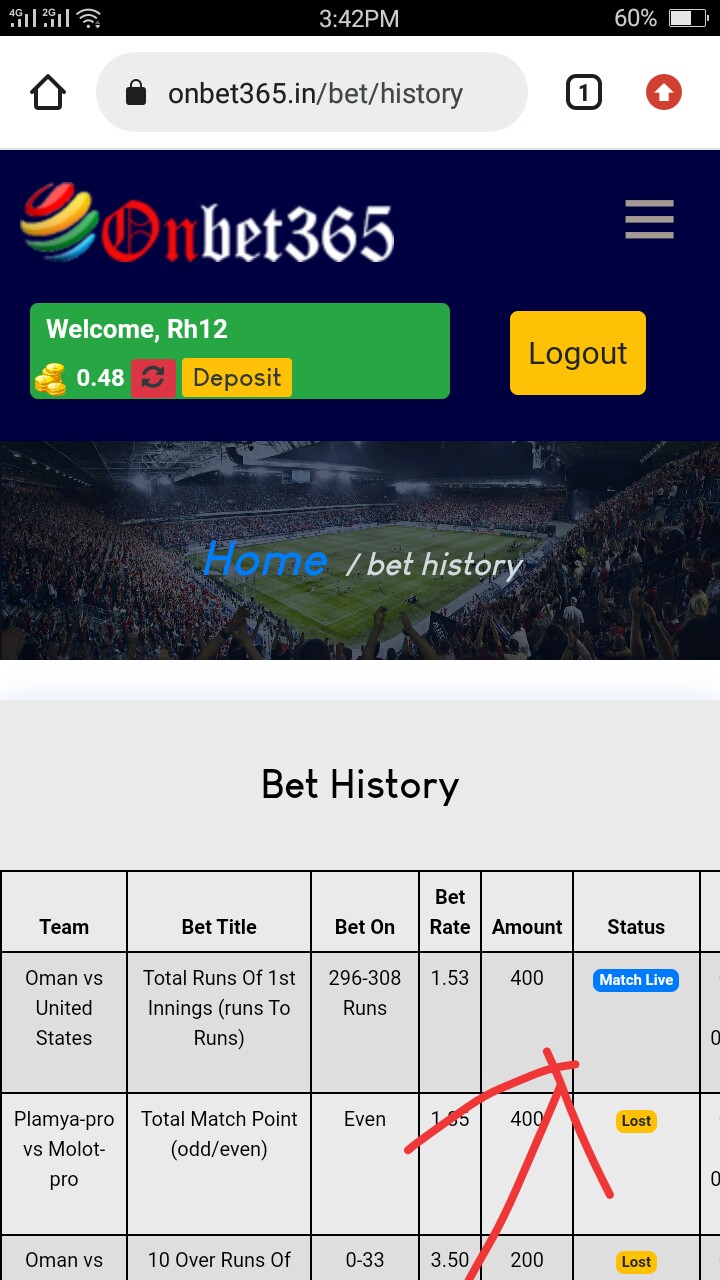 4G 2G 3:42PM 60%
onbet365.in/bet/history 1
Onbet365
Welcome, Rh12
0.48 Deposit
Logout
Home / bet history
Bet History
Team Bet Title Bet On Bet Rate Amount Status
Oman vs Total Runs Of 1st 296-308 1.53 400 Match Live
United Innings (runs To Runs
States Runs) 0
Plamya-pro Total Match Point Even 1.85 400 Lost
vs Molot- (odd/even)
pro 0
Oman vs 10 Over Runs Of 0-33 3.50 200 Lost